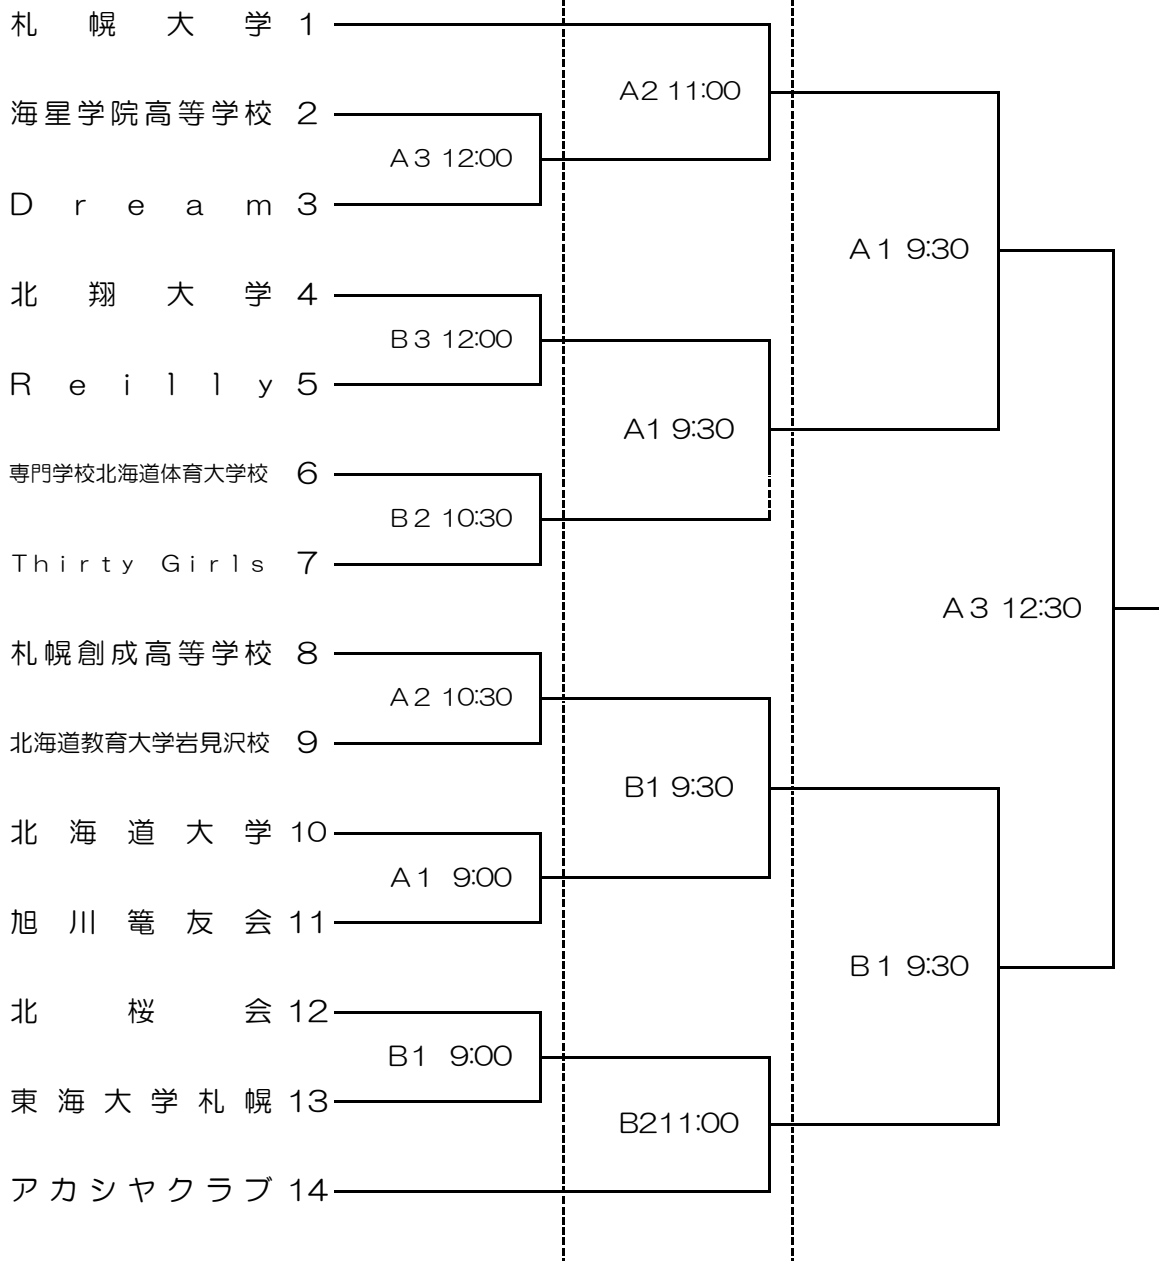 札幌大学 1
A2 11:00
海星学院高等学校 2
A3 12:00
Dream 3
A1 9:30
北翔大学 4
B3 12:00
Reilly 5
A1 9:30
専門学校北海道体育大学校 6
B2 10:30
Thirty Girls 7
A3 12:30
札幌創成高等学校 8
A2 10:30
北海道教育大学岩見沢校 9
B1 9:30
北海道大学 10
A1 9:00
旭川篭友会 11
B1 9:30
北桜会 12
B1 9:00
東海大学札幌 13
B211:00
アカシヤクラブ 14